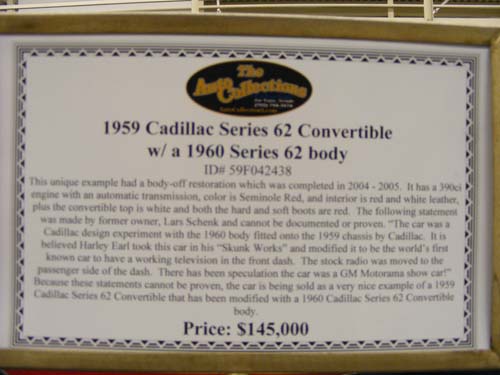 The
Auto
Collections
Las Vegas, Nevada
1959 Cadillac Series 62 Convertible
w/ a 1960 Series 62 body
ID# 59F042438
This unique example had a body-off restoration which was completed in 2004 - 2005.  It has a 390ci
engine with an automatic transmission, color is Seminole Red, and interior is red and white leather,
plus the convertible top is white and both the hard and soft boots are red.  The following statement
was made by former owner, Lars Schenk and cannot be documented or proven. "The car was a
Cadillac design experiment with the 1960 body fitted onto the 1959 chassis by Cadillac.  It is
believed Harley Earl took this car in his "Skunk Works" and modified it to be the world's first
known car to have a working television in the front dash.  The stock radio was moved to the
passenger side of the dash.  There has been speculation the car was a GM Motorama show car!"
Because these statements cannot be proven, the car is being sold as a very nice example of a 1959
Cadillac Series 62 Convertible that has been modified with a 1960 Cadillac Series 62 Convertible
body.
Price: $145,000